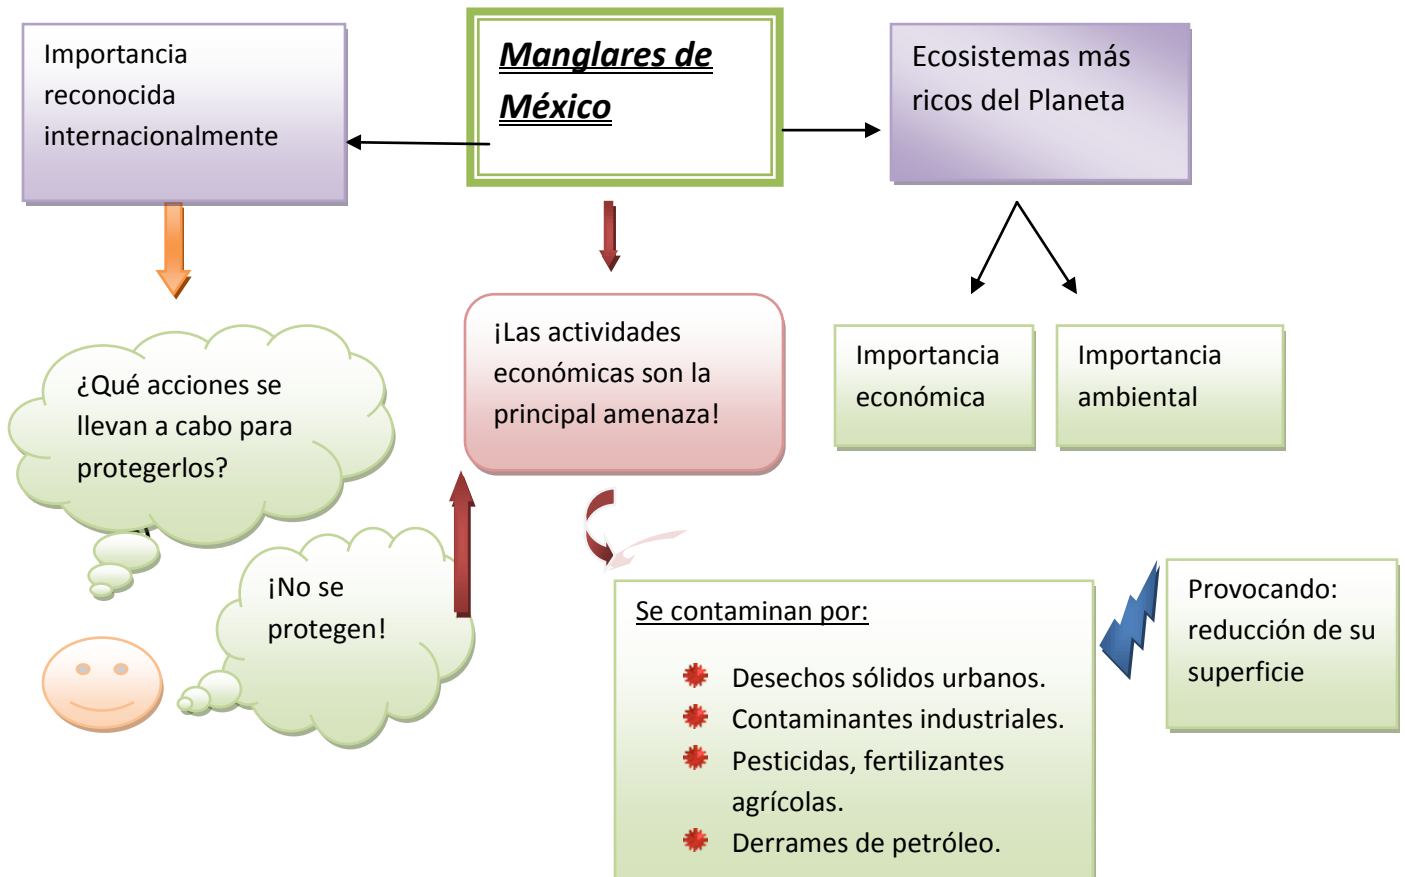 Importancia
reconocida
internacionalmente
Manglares de
México
Ecosistemas más
ricos del Planeta
¿Qué acciones se
llevan a cabo para
protegerlos?
¡Las actividades
económicas son la
principal amenaza!
Importancia
económica
Importancia
ambiental
¡No se
protegen!
Se contaminan por:
Desechos sólidos urbanos.
Contaminantes industriales.
Pesticidas, fertilizantes
agrícolas.
Derrames de petróleo.
Provocando:
reducción de su
superficie